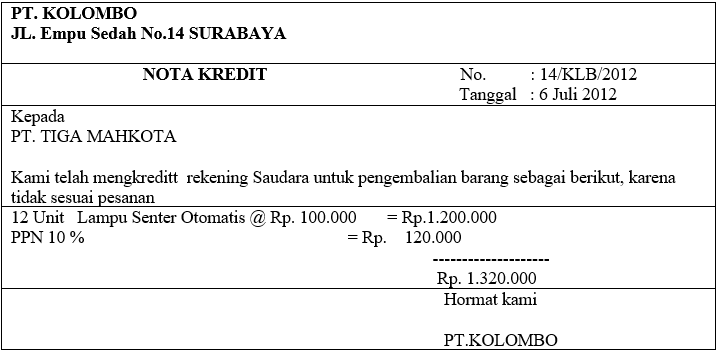 PT. KOLOMBO
JL. Empu Sedah No.14 SURABAYA
NOTA KREDIT No. : 14/KLB/2012
Tanggal : 6 Juli 2012
Kepada
PT. TIGA MAHKOTA
Kami telah mengkreditt rekening Saudara untuk pengembalian barang sebagai berikut, karena
tidak sesuai pesanan
12 Unit Lampu Senter Otomatis @ Rp. 100.000 = Rp.1.200.000
PPN 10 % = Rp. 120.000
--------------------
Rp. 1.320.000
Hormat kami
PT.KOLOMBO